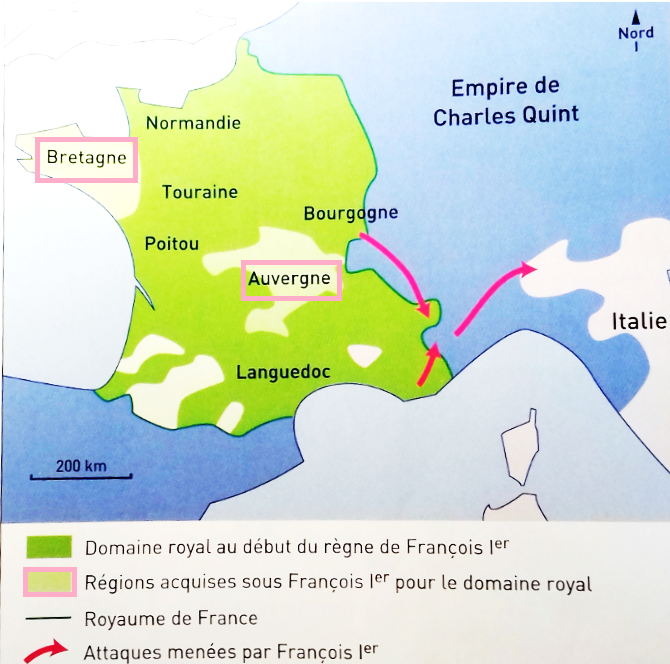 Nord
Empire de
Charles Quint
Normandie
Bretagne
Touraine
Bourgogne
Poitou
Auvergne
Italie
Languedoc
200 km
Domaine royal au début du règne de François Ier
Régions acquises sous François Ier pour le domaine royal
Royaume de France
Attaques menées par François Ier